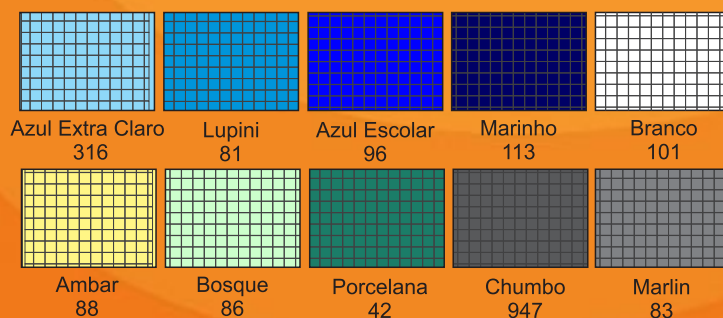 Azul Extra Claro
316
Lupini
81
Azul Escolar
96
Marinho
113
Branco
101
Ambar
88
Bosque
86
Porcelana
42
Chumbo
947
Marlin
83